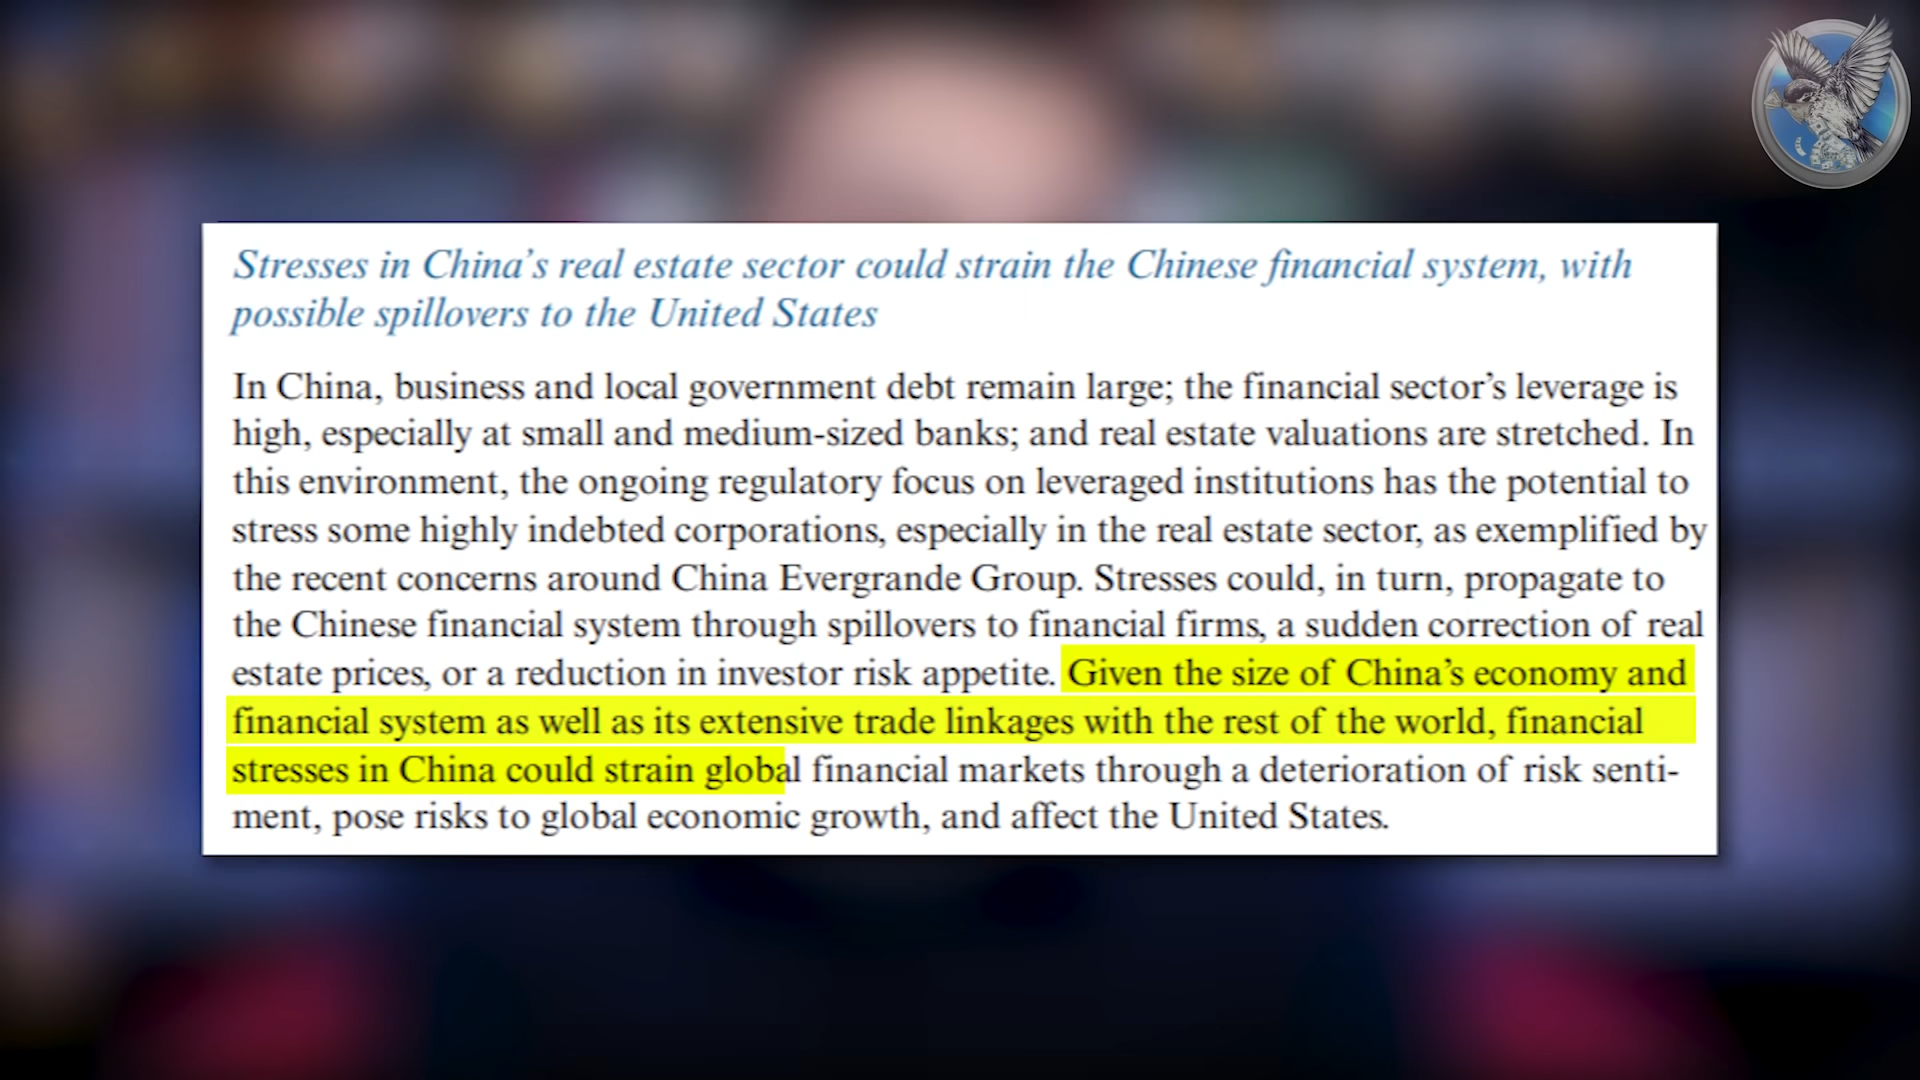 Stresses in China’s real estate sector could strain the Chinese financial system, with
possible spillovers to the United States
In China, business and local government debt remain large; the financial sector’s leverage is
high, especially at small and medium-sized banks; and real estate valuations are stretched. In
this environment, the ongoing regulatory focus on leveraged institutions has the potential to
stress some highly indebted corporations, especially in the real estate sector, as exemplified by
the recent concerns around China Evergrande Group. Stresses could, in turn, propagate to
the Chinese financial system through spillovers to financial firms, a sudden correction of real
estate prices, or a reduction in investor risk appetite. Given the size of China’s economy and
financial system as well as its extensive trade linkages with the rest of the world, financial
stresses in China could strain global financial markets through a deterioration of risk senti-
ment, pose risks to global economic growth, and affect the United States.